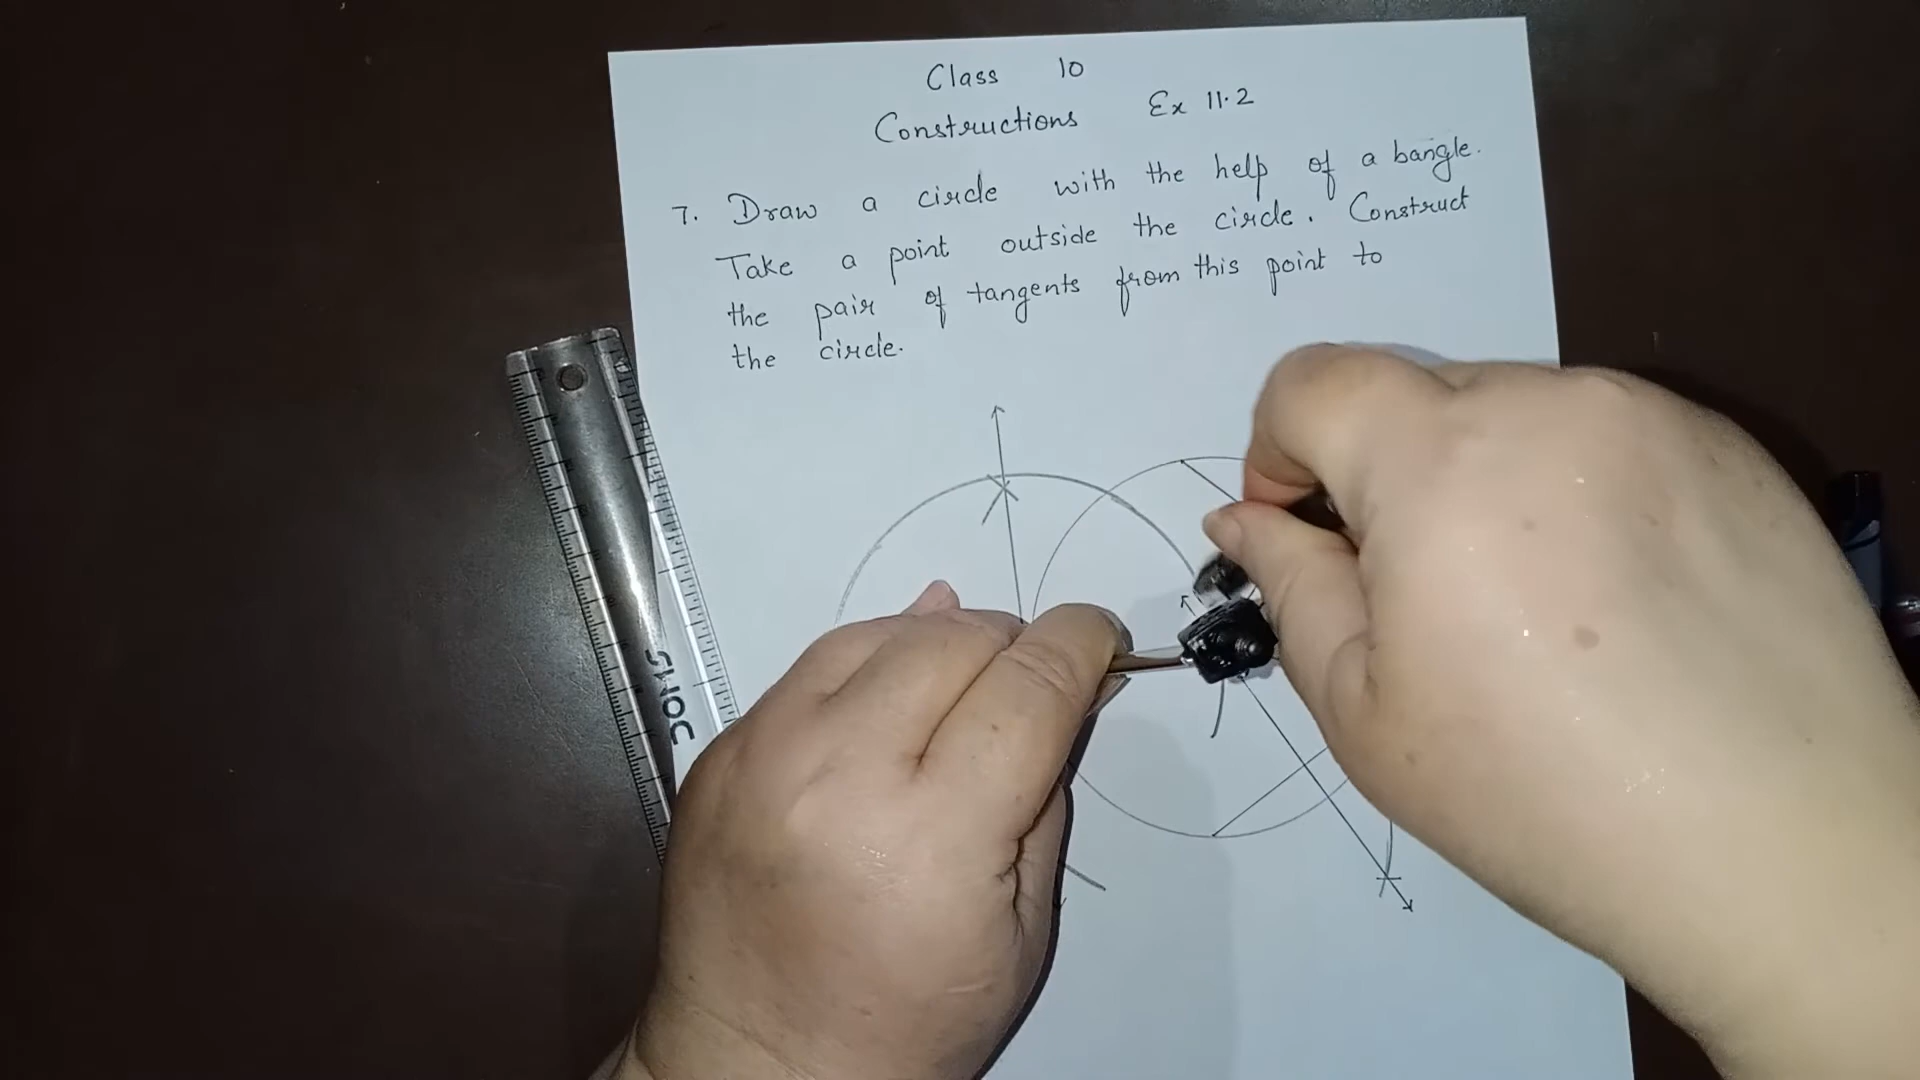 Class 10
Constructions Ex 11.2
7. Draw a circle with the help of a bangle.
Take a point outside the circle. Construct
the pair of tangents from this point to
the circle.